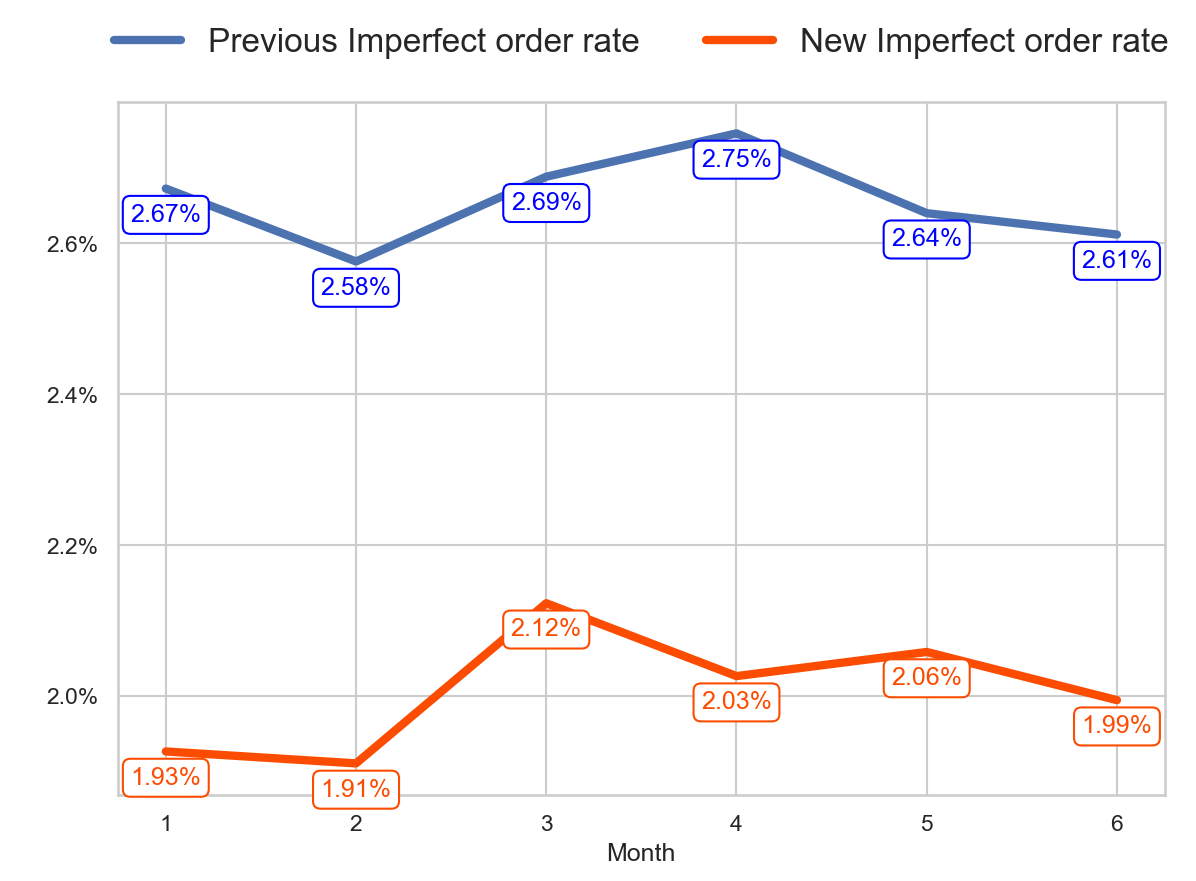 Previous Imperfect order rate New Imperfect order rate
2.75%
2.67% 2.69%
2.6% 2.64%
2.61%
2.58%
2.4%
2.2%
2.12%
2.0% 2.03% 2.06%
1.99%
1.93% 1.91%
1 2 3 4 5 6
Month